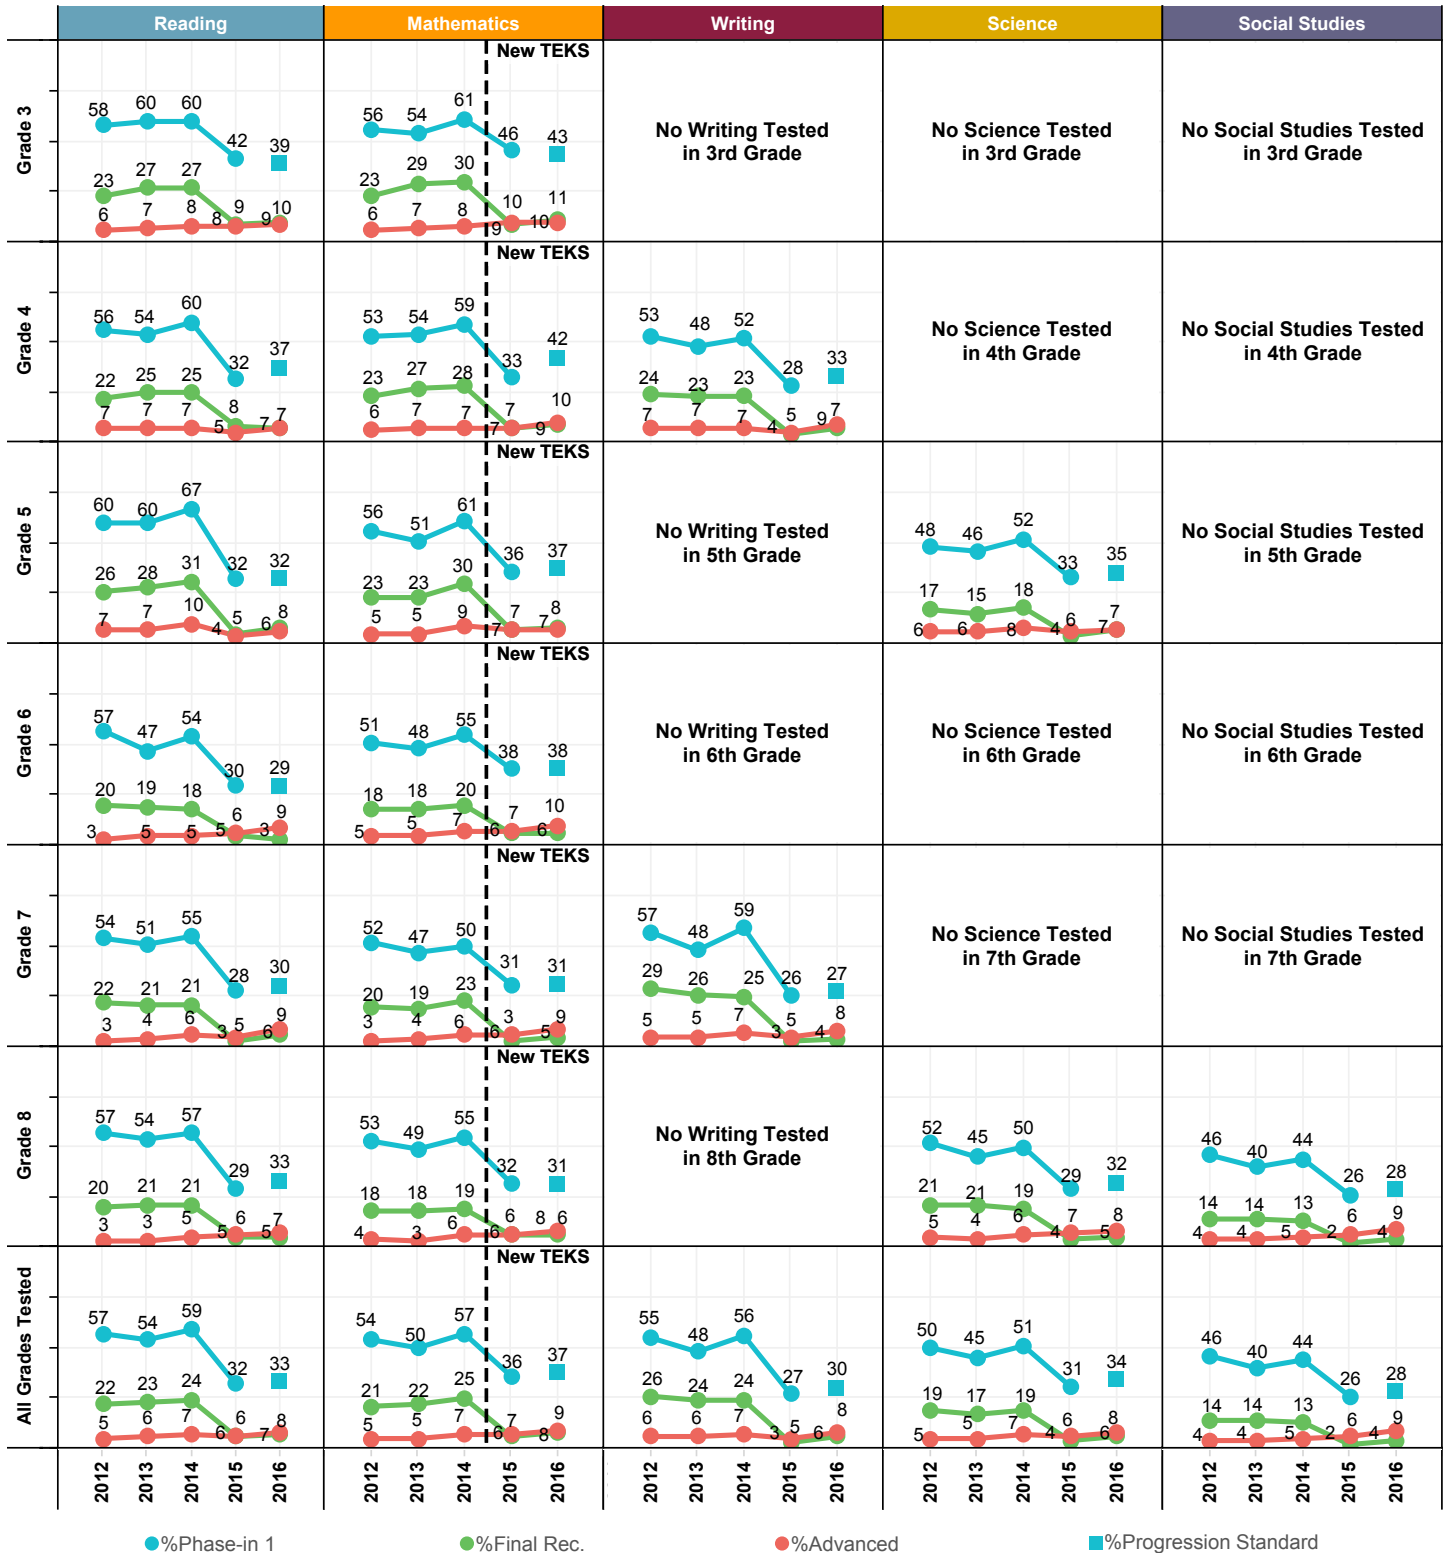 Reading Mathematics Writing Science Social Studies
New TEKS
Grade 3
58 60 60 42 39
23 27 27 9 10
6 7 8 8 9
56 54 61 46 43
23 29 30 10 11
6 7 8 9 10
No Writing Tested
in 3rd Grade
No Science Tested
in 3rd Grade
No Social Studies Tested
in 3rd Grade
New TEKS
Grade 4
56 54 60 32 37
22 25 25 8 7
7 7 7 5 7
53 54 59 33 42
23 27 28 7 10
6 7 7 7 9
53 48 52 28 33
24 23 23 5 7
7 7 7 4 9
No Science Tested
in 4th Grade
No Social Studies Tested
in 4th Grade
New TEKS
Grade 5
60 60 67 32 32
26 28 31 5 8
7 7 10 4 6
56 51 61 36 37
23 23 30 7 8
5 5 9 7 7
No Writing Tested
in 5th Grade
48 46 52 33 35
17 15 18 6 7
6 6 8 4 7
No Social Studies Tested
in 5th Grade
New TEKS
Grade 6
57 47 54 30 29
20 19 18 6 9
3 5 5 5 3
51 48 55 38 38
18 18 20 7 10
5 5 7 6 6
No Writing Tested
in 6th Grade
No Science Tested
in 6th Grade
No Social Studies Tested
in 6th Grade
New TEKS
Grade 7
54 51 55 28 30
22 21 21 5 9
3 4 6 3 6
52 47 50 31 31
20 19 23 3 9
3 4 6 6 5
57 48 59 26 27
29 26 25 5 8
5 5 7 3 4
No Science Tested
in 7th Grade
No Social Studies Tested
in 7th Grade
New TEKS
Grade 8
57 54 57 29 33
20 21 21 6 7
3 3 5 5 5
53 49 55 32 31
18 18 19 6 6
4 3 6 6 8
No Writing Tested
in 8th Grade
52 45 50 29 32
21 21 19 7 8
5 4 6 4 5
46 40 44 26 28
14 14 13 6 9
4 4 5 2 4
New TEKS
All Grades Tested
57 54 59 32 33
22 23 24 6 8
5 6 7 6 7
54 50 57 36 37
21 22 25 7 9
5 5 7 6 8
55 48 56 27 30
26 24 24 5 8
6 6 7 3 6
50 45 51 31 34
19 17 19 6 8
5 5 7 4 6
46 40 44 26 28
14 14 13 6 9
4 4 5 2 4
2012 2013 2014 2015 2016 2012 2013 2014 2015 2016 2012 2013 2014 2015 2016 2012 2013 2014 2015 2016 2012 2013 2014 2015 2016
%Phase-in 1 %Final Rec. %Advanced %Progression Standard